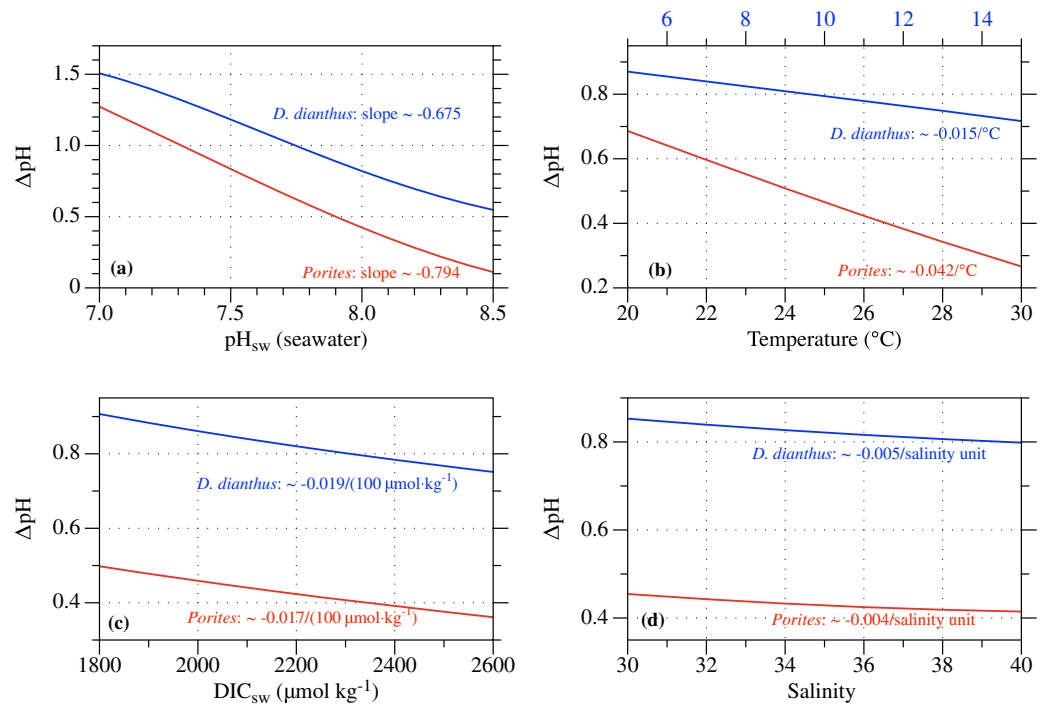 (a)
ΔpH
1.5
1.0
0.5
0
D. dianthus: slope ~ -0.675
Porites: slope ~ -0.794
7.0 7.5 8.0 8.5
pHsw (seawater)
6 8 10 12 14
(b)
ΔpH
0.8
0.6
0.4
0.2
D. dianthus: ~ -0.015/°C
Porites: ~ -0.042/°C
20 22 24 26 28 30
Temperature (°C)
(c)
ΔpH
0.8
0.6
0.4
D. dianthus: ~ -0.019/(100 µmol·kg-1)
Porites: ~ -0.017/(100 µmol·kg-1)
1800 2000 2200 2400 2600
DICsw (µmol kg-1)
(d)
ΔpH
0.8
0.6
0.4
D. dianthus: ~ -0.005/salinity unit
Porites: ~ -0.004/salinity unit
30 32 34 36 38 40
Salinity